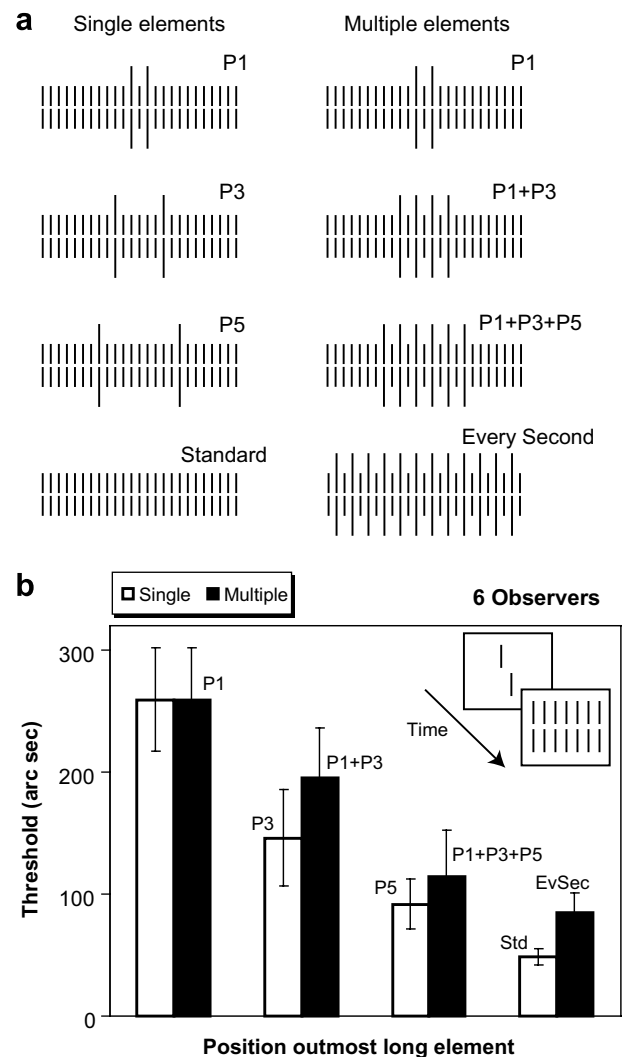 a
Single elements Multiple elements
P1 P1
P3 P1+P3
P5 P1+P3+P5
Standard Every Second
b
Single Multiple
6 Observers
300
200
100
0
Threshold (arc sec)
P1
P3
P1+P3
P5
P1+P3+P5
Std
EvSec
Time
Position outmost long element